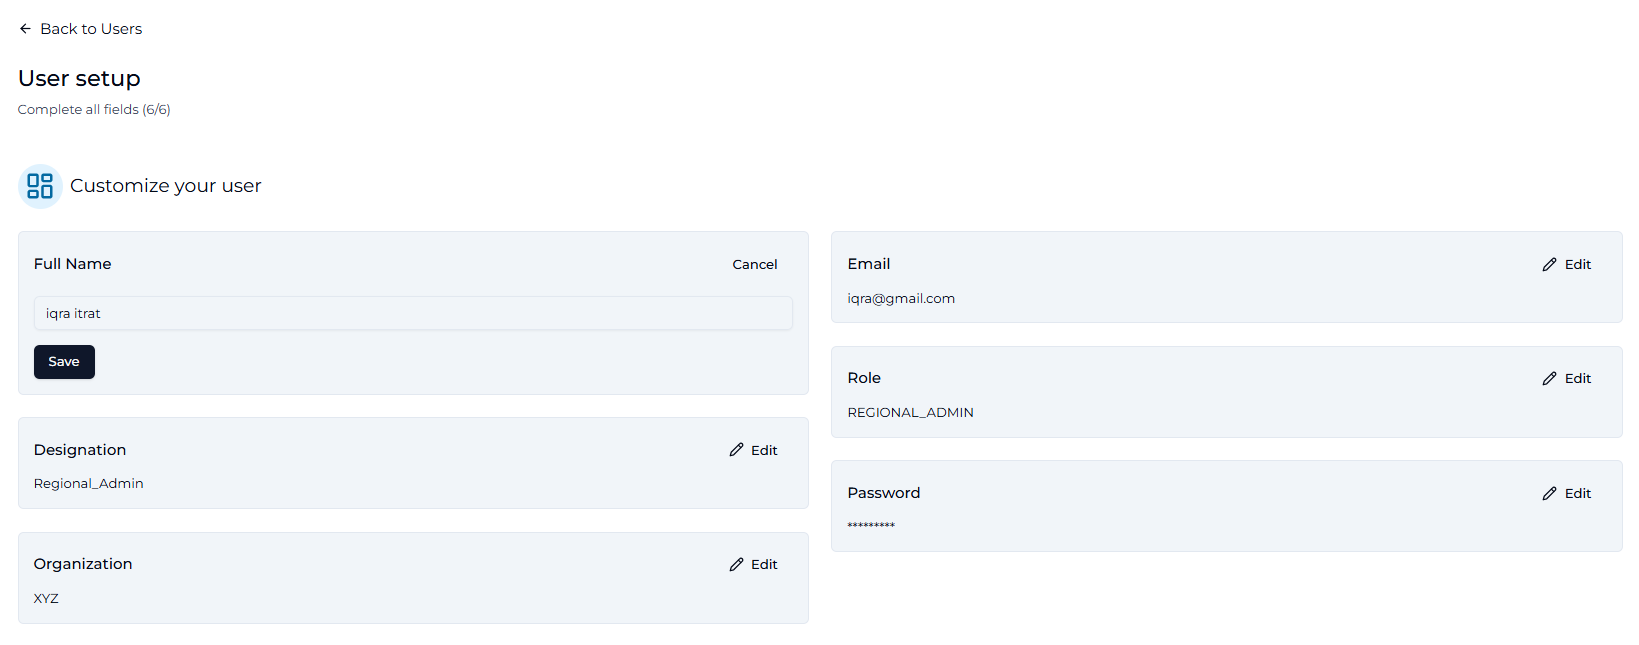 Back to Users
User setup
Complete all fields (6/6)
Customize your user
Full Name
Cancel
iqra itrat
Save
Designation
Edit
Regional_Admin
Organization
Edit
XYZ
Email
Edit
iqra@gmail.com
Role
Edit
REGIONAL_ADMIN
Password
Edit
*********